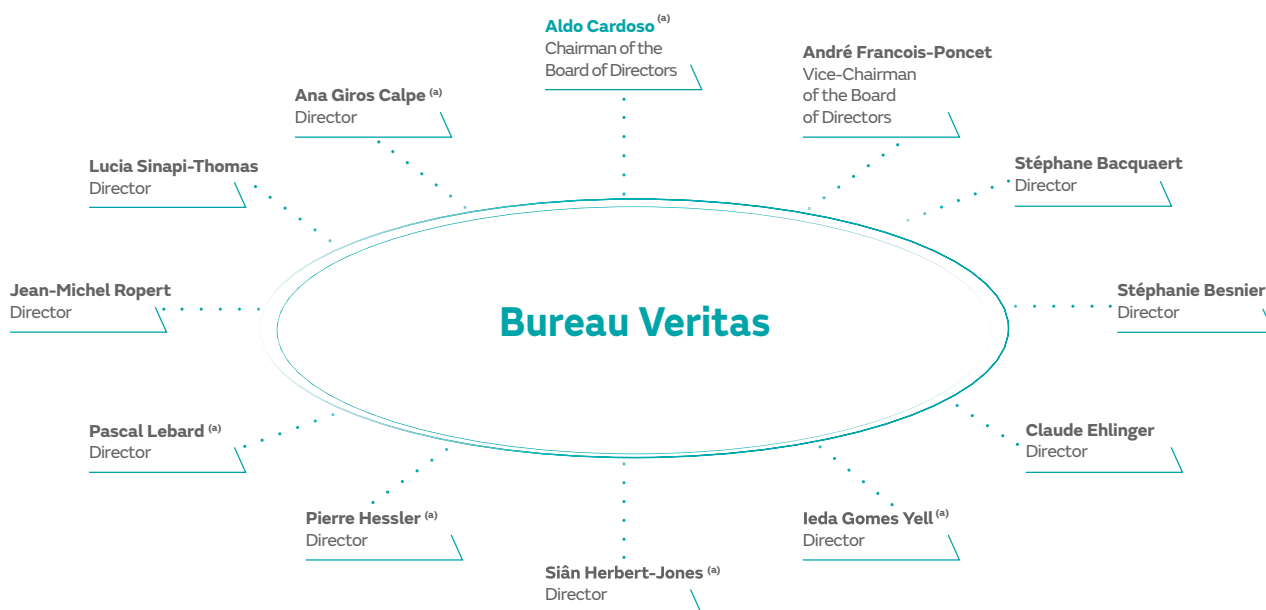 Aldo Cardoso (a)
Chairman of the
Board of Directors
André Francois-Poncet
Vice-Chairman
of the Board
of Directors
Ana Giros Calpe (a)
Director
Lucia Sinapi-Thomas
Director
Stéphane Bacquaert
Director
Jean-Michel Ropert
Director
Bureau Veritas
Stéphanie Besnier
Director
Pascal Lebard (a)
Director
Claude Ehlinger
Director
Pierre Hessler (a)
Director
Ieda Gomes Yell (a)
Director
Siân Herbert-Jones (a)
Director